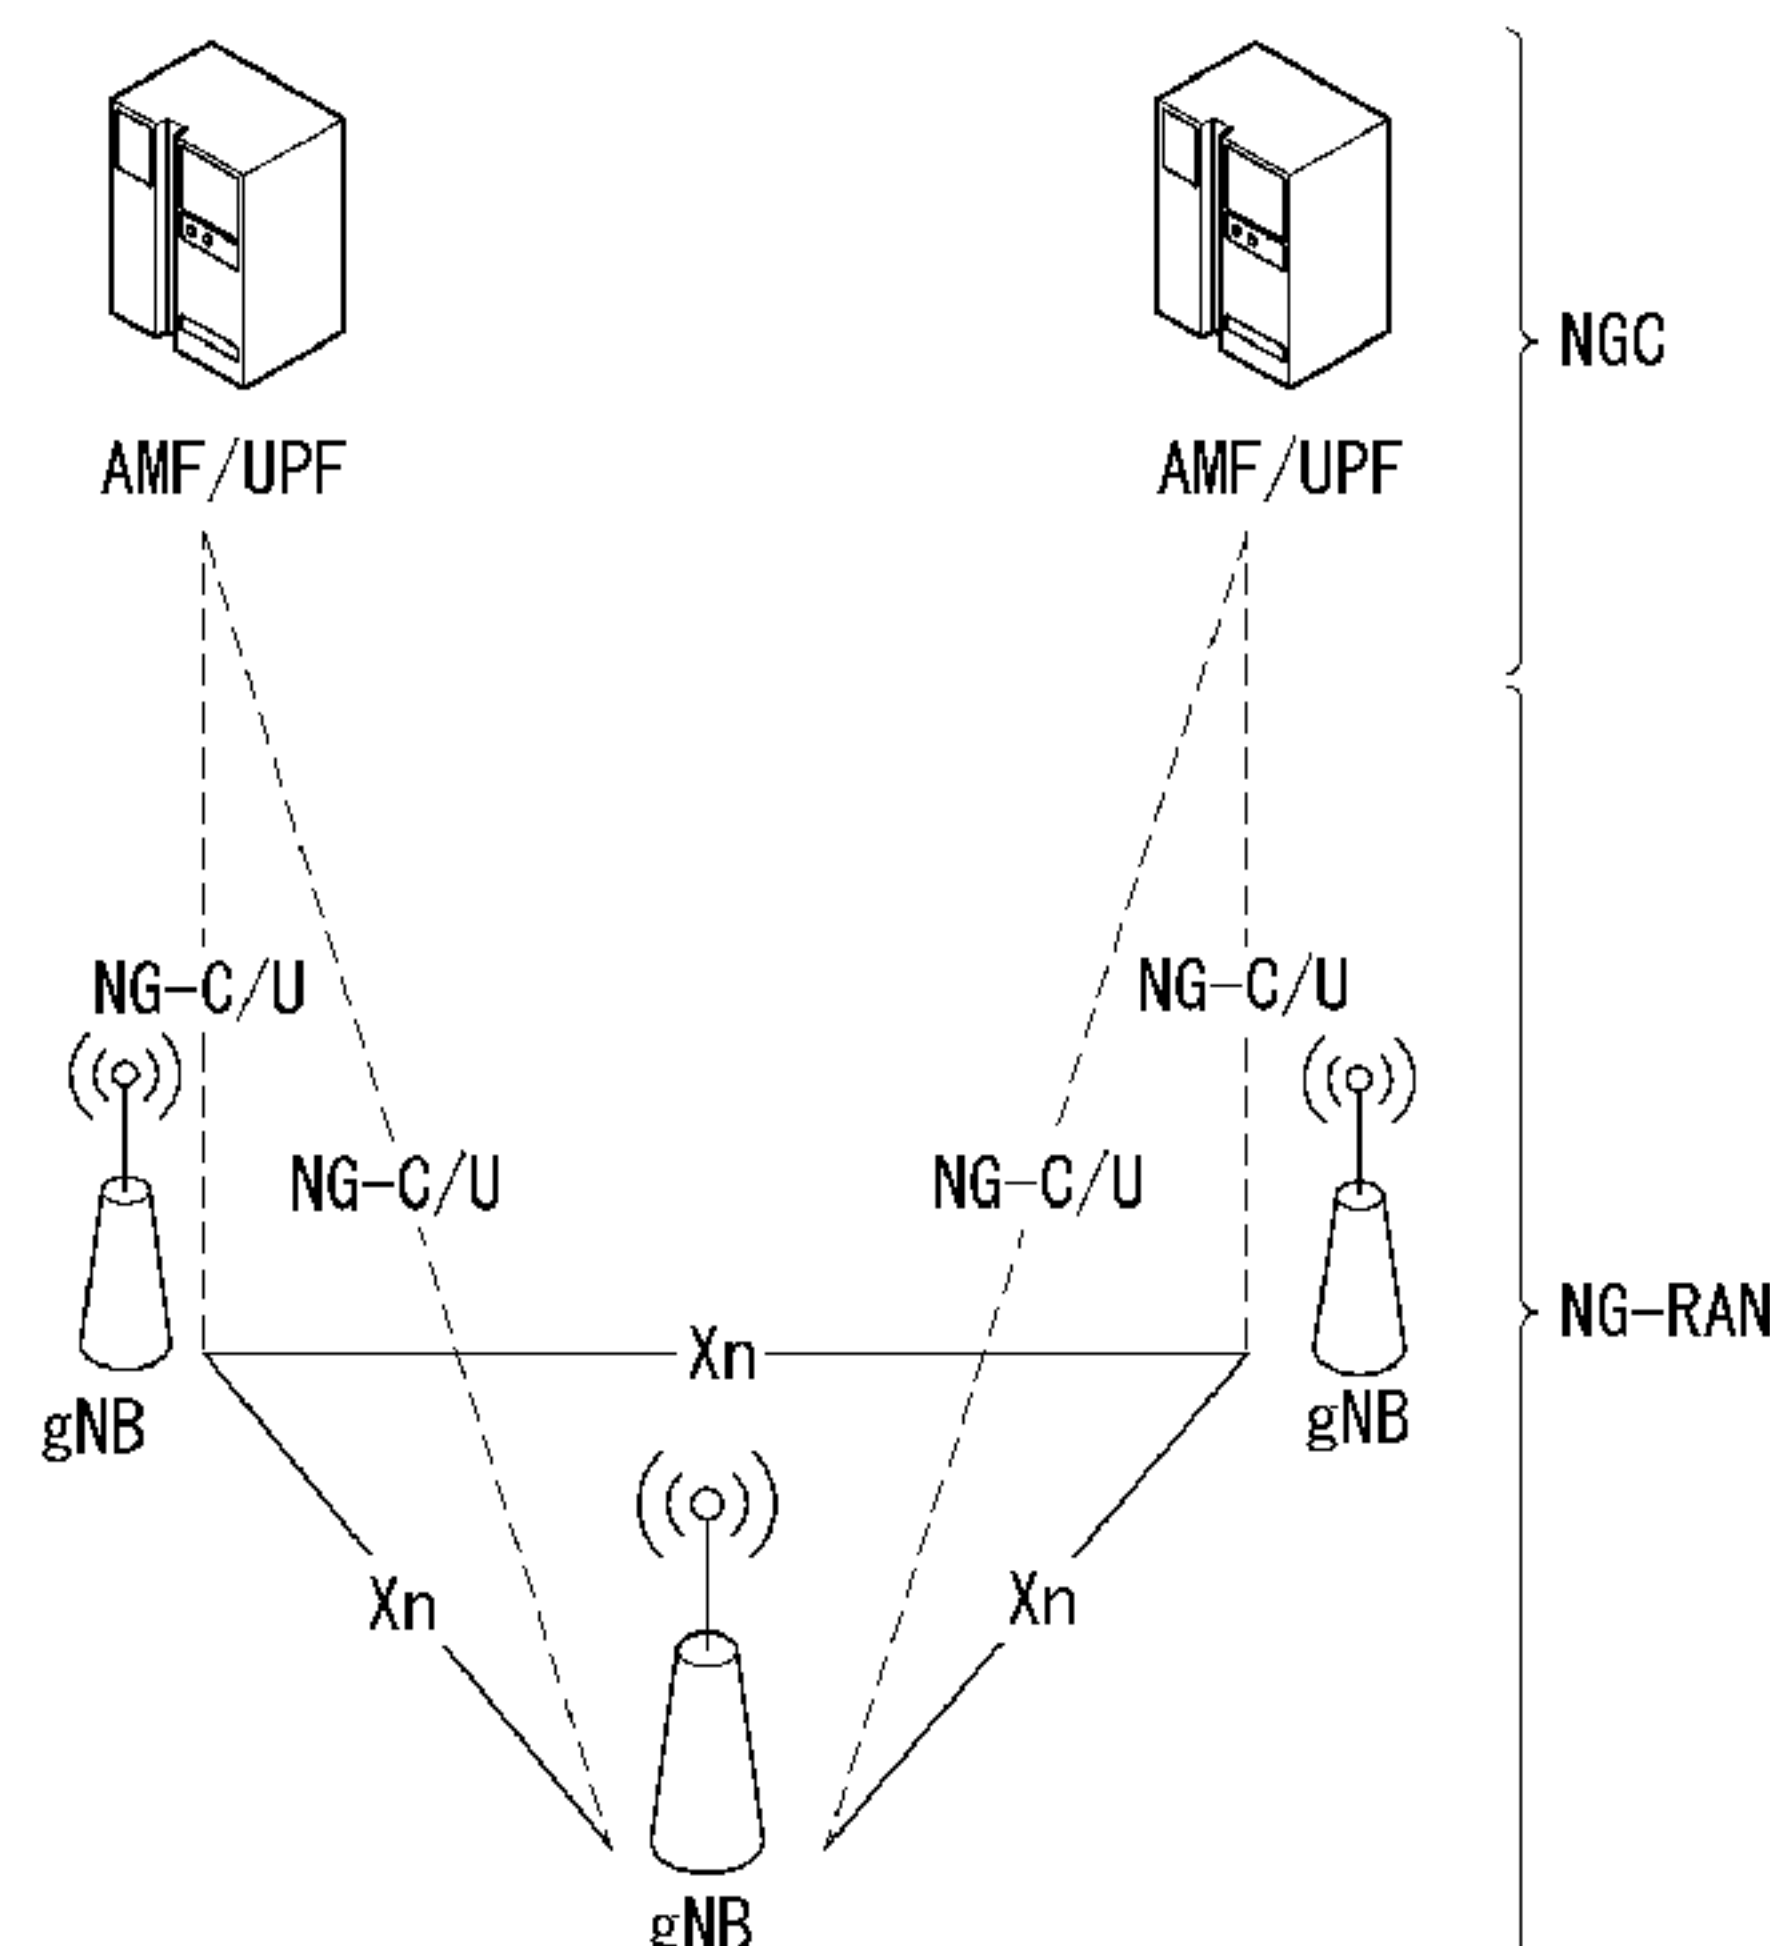 NGC
AMF/UPF
AMF/UPF
NG-C/U
NG-C/U
NG-C/U
NG-C/U
NG-RAN
Xn
gNB
gNB
Xn
Xn
gNB